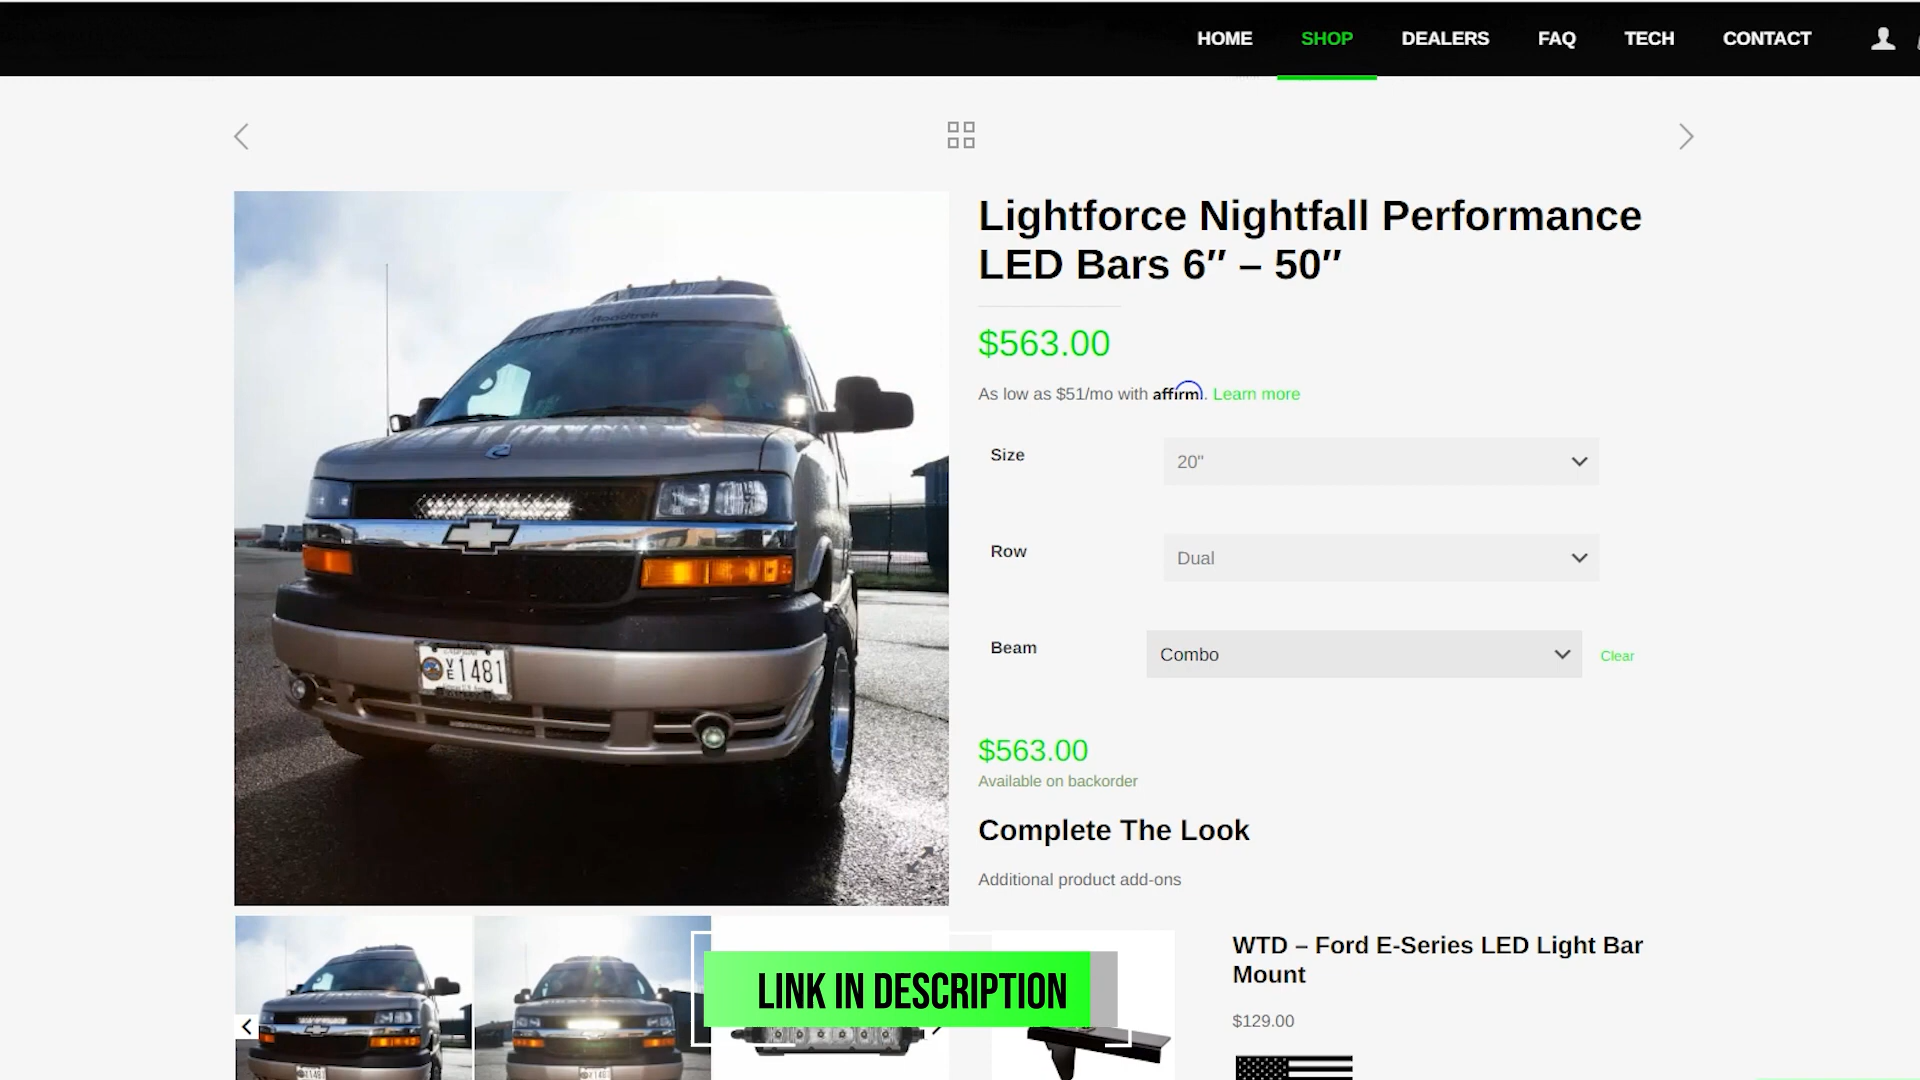 HOME SHOP DEALERS FAQ TECH CONTACT
Lightforce Nightfall Performance
LED Bars 6″ – 50″
$563.00
As low as $51/mo with affirm. Learn more
Size
20"
Row
Dual
Beam
Combo
Clear
$563.00
Available on backorder
Complete The Look
Additional product add-ons
WTD – Ford E-Series LED Light Bar
Mount
$129.00
LINK IN DESCRIPTION
Roadtrek
VE 1481